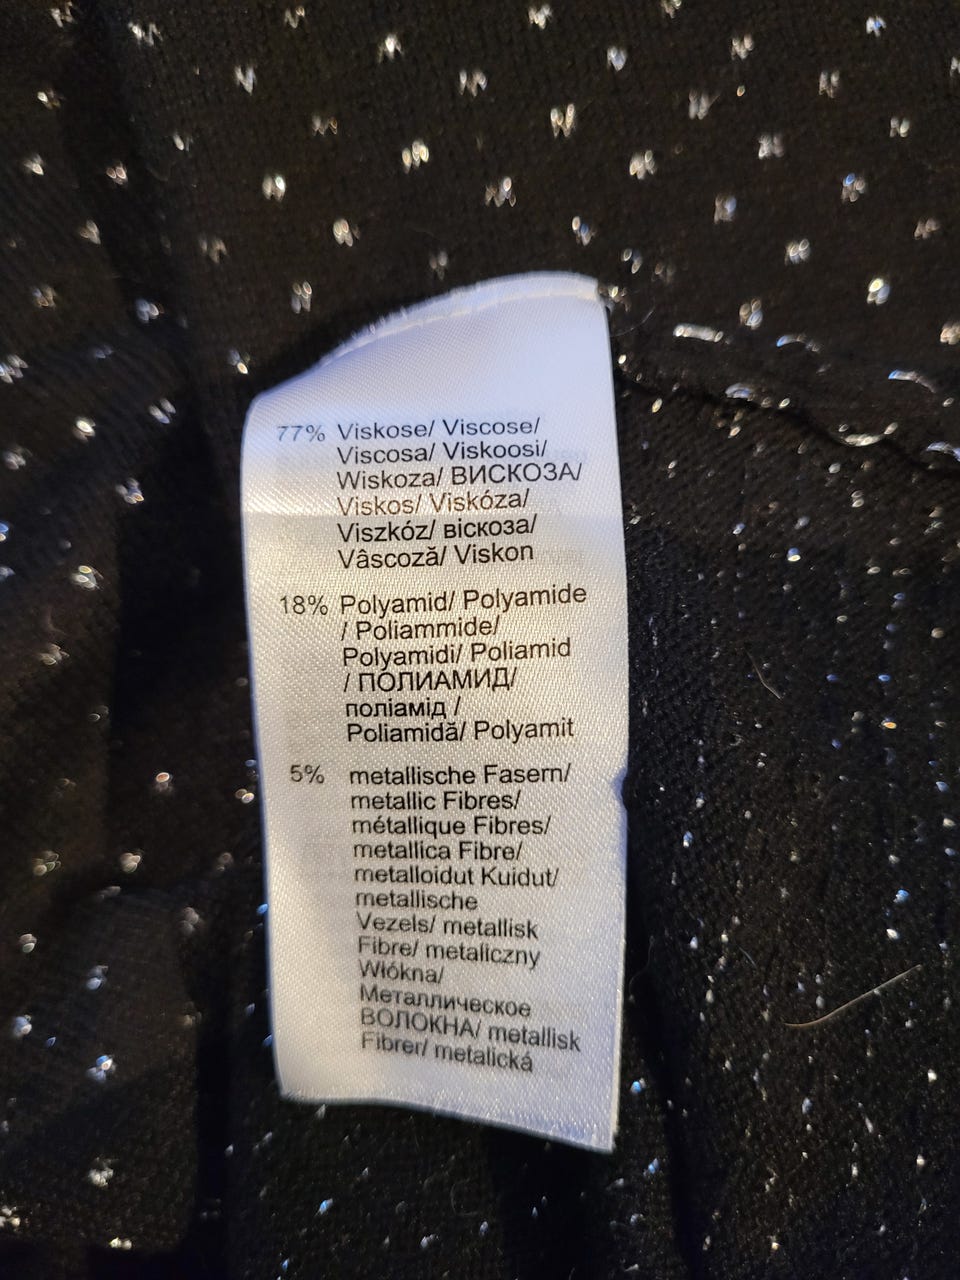 77% Viskose/ Viscose/
Viscosa/ Viskoosi/
Wiskoza/ ВИСКОЗА/
Viskos/ Viskóza/
Viszkóz/ віскоза/
Vâscoză/ Viskon
18% Polyamid/ Polyamide
/ Poliammide/
Polyamidi/ Poliamid
/ ПОЛИАМИД/
поліамід /
Poliamidă/ Polyamit
5% metallische Fasern/
metallic Fibres/
métallique Fibres/
metallica Fibre/
metalloidut Kuidut/
metallische
Vezels/ metallisk
Fibre/ metaliczny
Włókna/
Металлическое
ВОЛОКНА/ metallisk
Fibrer/ metalická